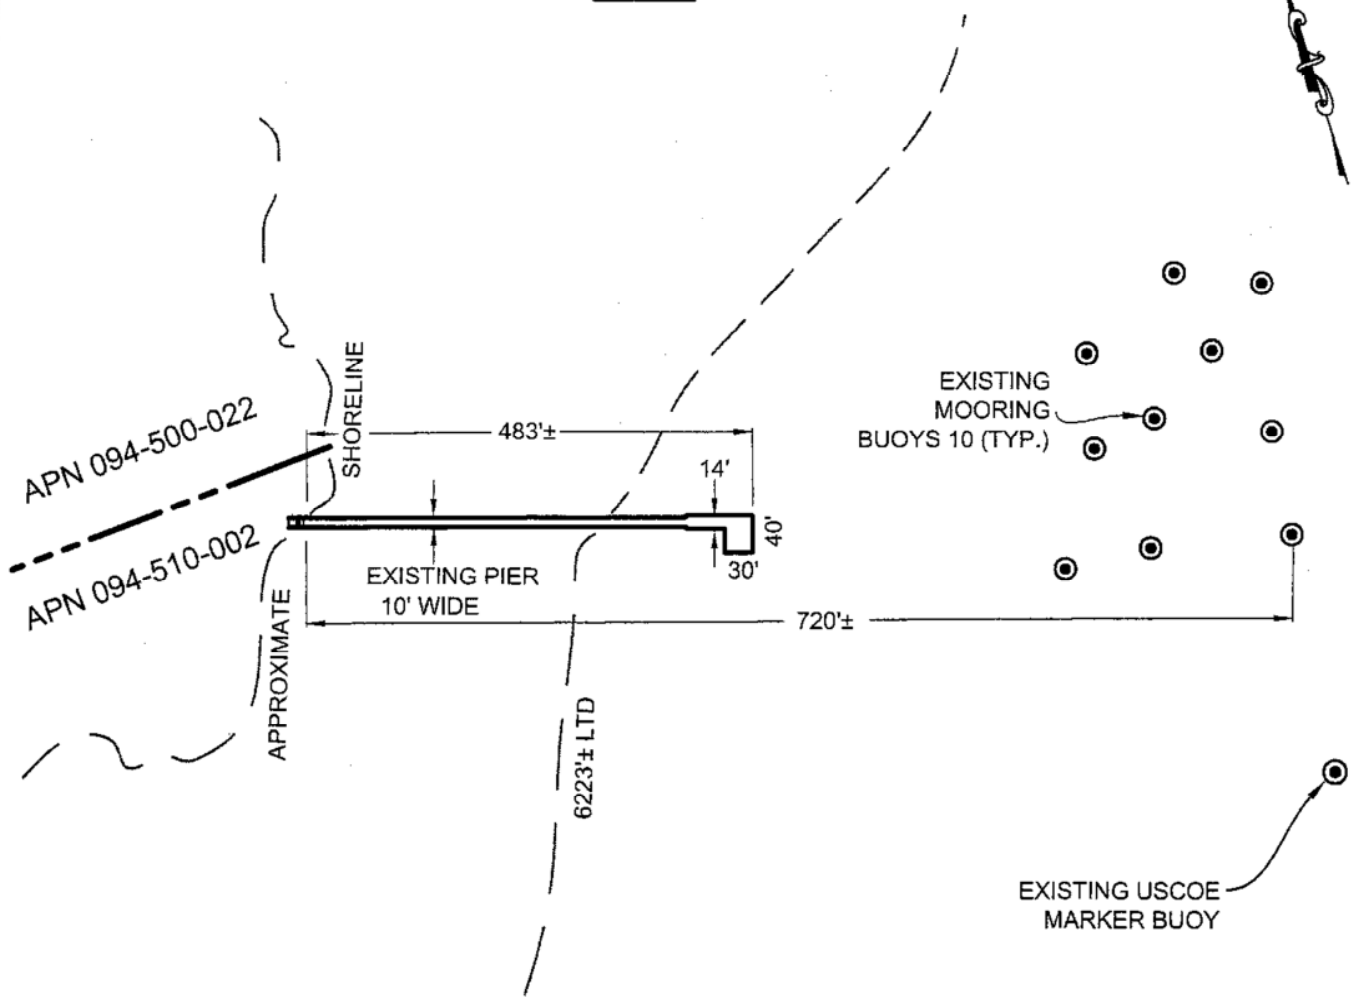 APN 094-500-022
APN 094-510-002
SHORELINE
APPROXIMATE
483'±
14'
40'
30'
EXISTING PIER
10' WIDE
720'±
6223'± LTD
EXISTING
MOORING
BUOYS 10 (TYP.)
EXISTING USCOE
MARKER BUOY